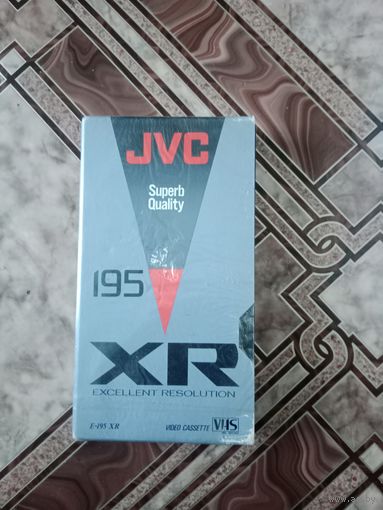 JVC
Superb
Quality
195
XR
EXCELLENT RESOLUTION
E-195 XR VIDEO CASSETTE VHS